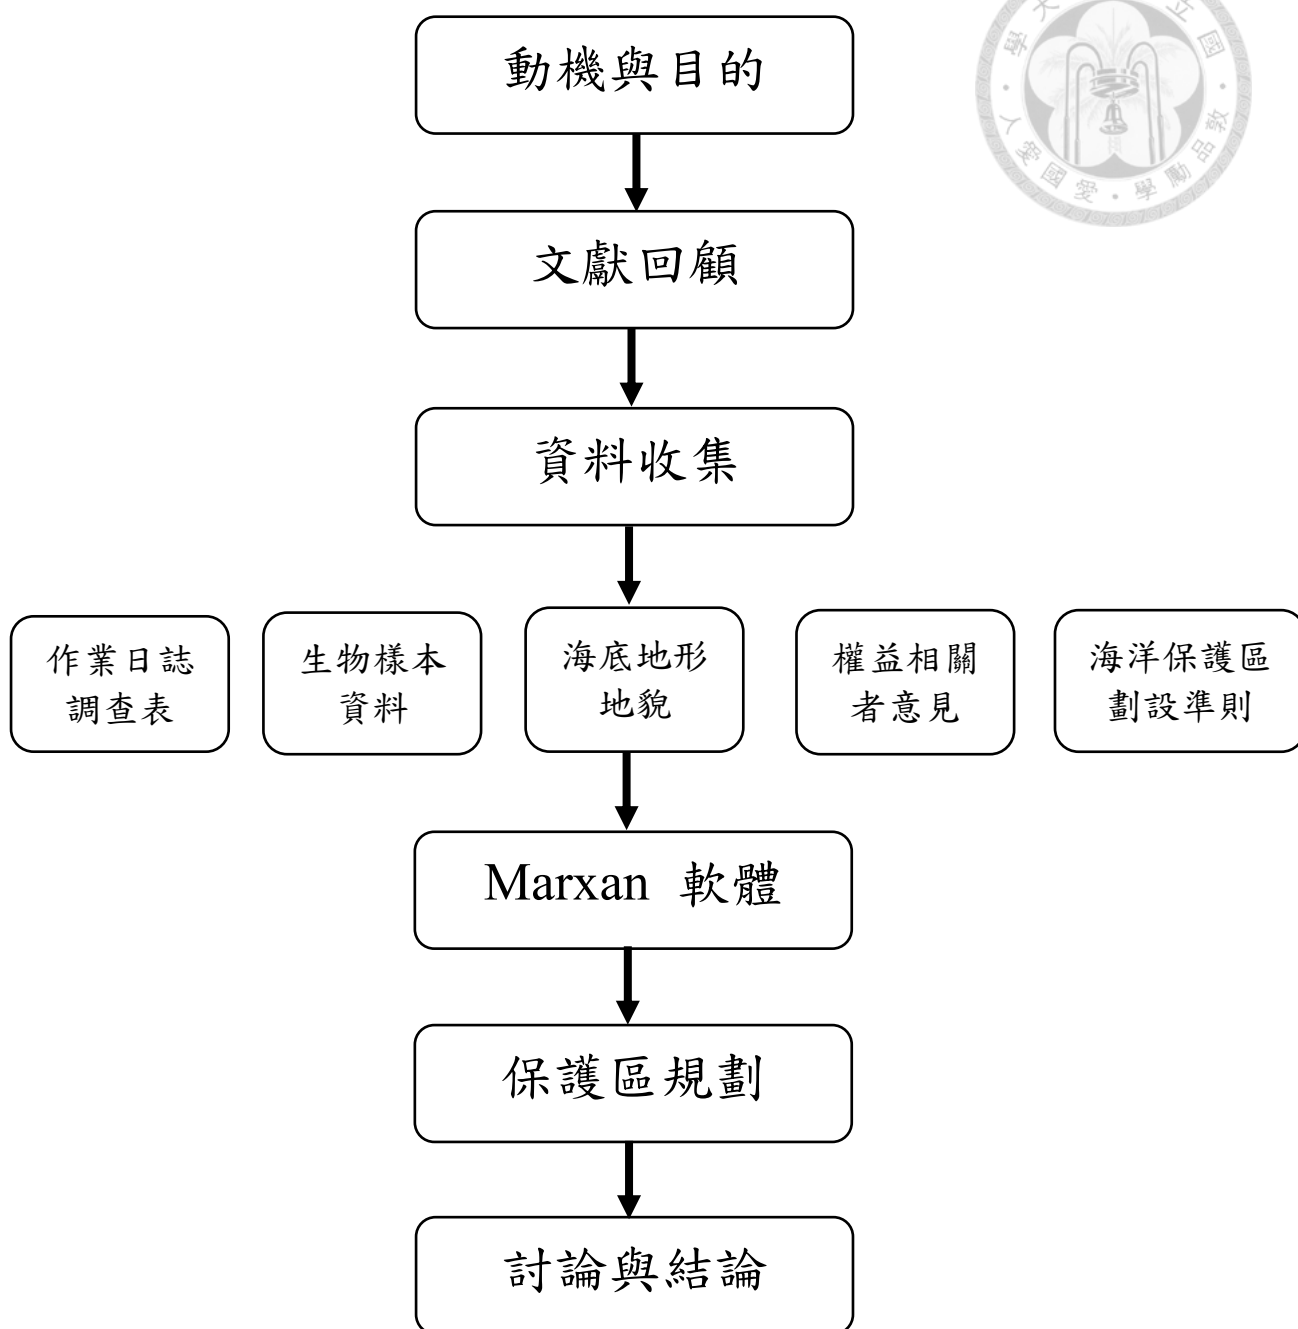 動機與目的
文獻回顧
資料收集
作業日誌
調查表
生物樣本
資料
海底地形
地貌
權益相關
者意見
海洋保護區
劃設準則
Marxan 軟體
保護區規劃
討論與結論